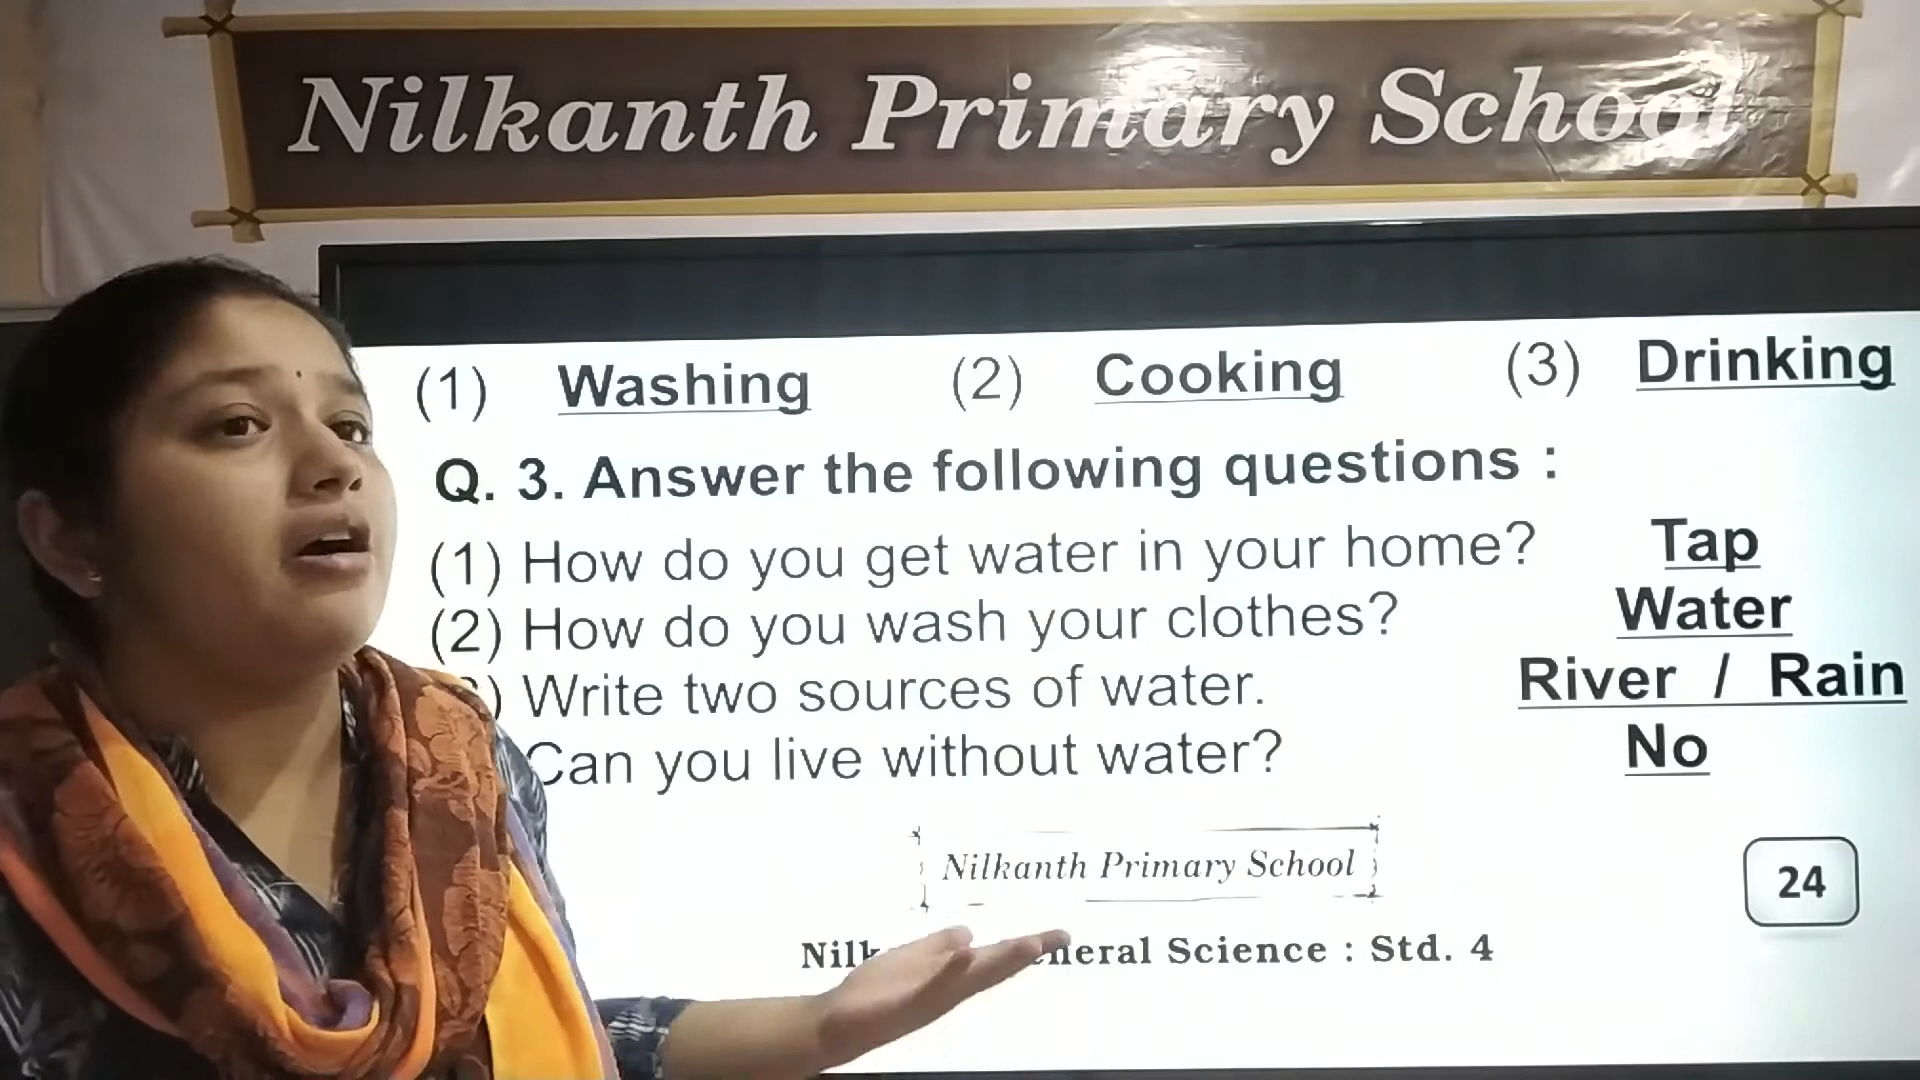 Nilkanth Primary School
(1) Washing (2) Cooking (3) Drinking
Q. 3. Answer the following questions :
(1) How do you get water in your home? Tap
(2) How do you wash your clothes? Water
) Write two sources of water. River / Rain
Can you live without water? No
Nilkanth Primary School
24
General Science : Std. 4